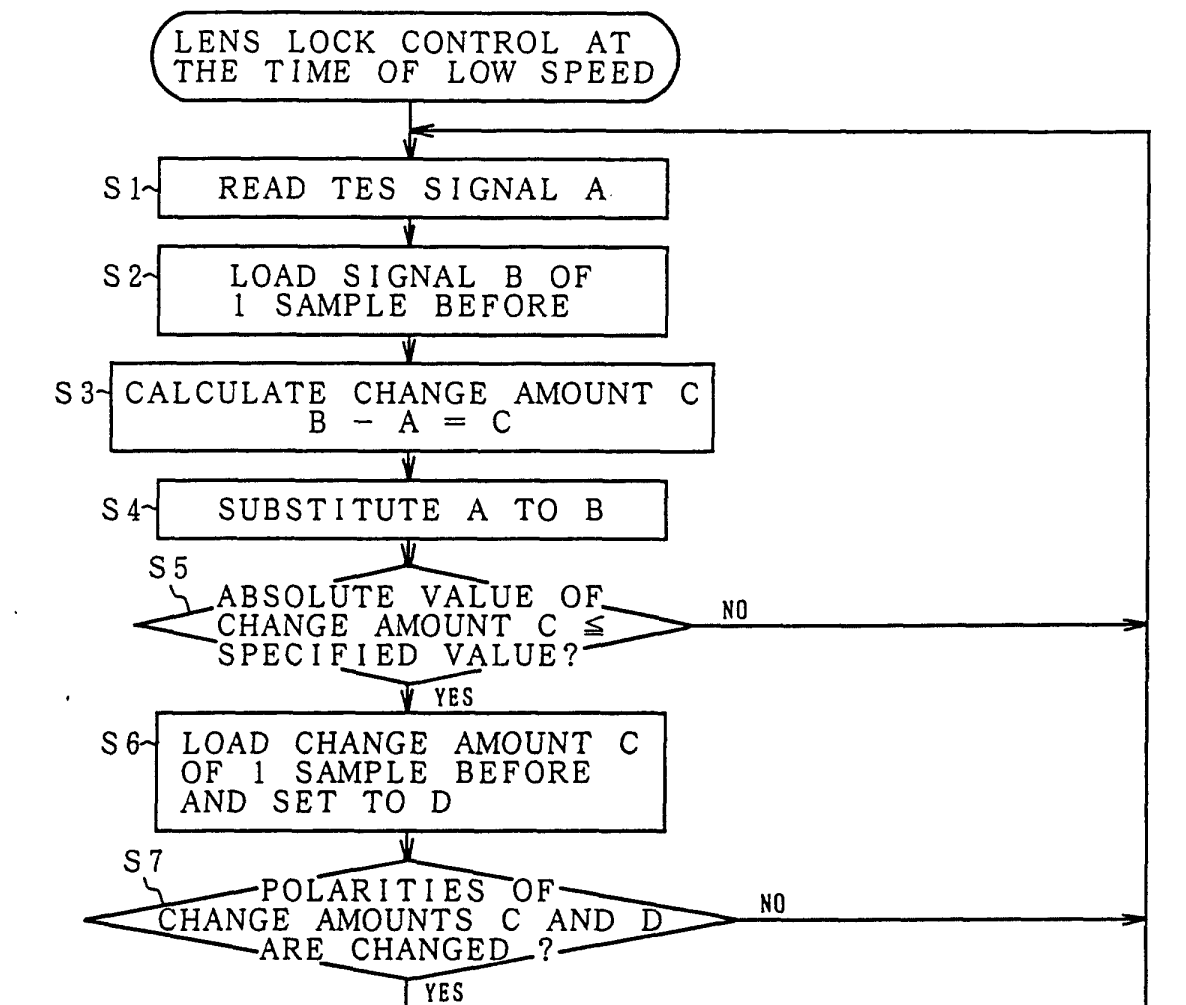 LENS LOCK CONTROL AT
THE TIME OF LOW SPEED
S1
READ TES SIGNAL A
S2
LOAD SIGNAL B OF
1 SAMPLE BEFORE
S3
CALCULATE CHANGE AMOUNT C
B - A = C
S4
SUBSTITUTE A TO B
S5
ABSOLUTE VALUE OF
CHANGE AMOUNT C ≦
SPECIFIED VALUE?
NO
YES
S6
LOAD CHANGE AMOUNT C
OF 1 SAMPLE BEFORE
AND SET TO D
S7
POLARITIES OF
CHANGE AMOUNTS C AND D
ARE CHANGED ?
NO
YES